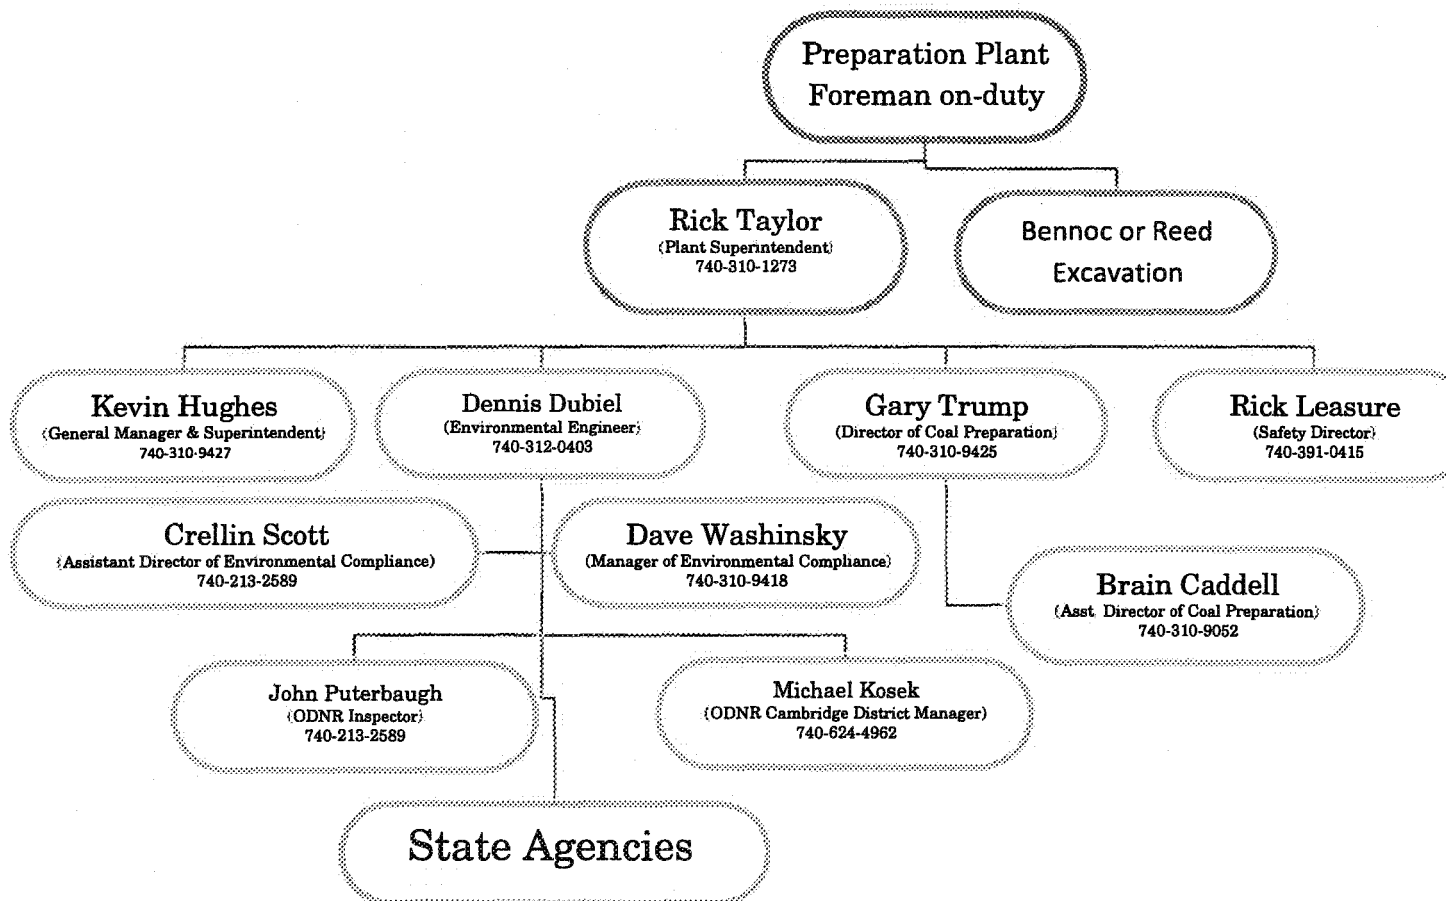 Preparation Plant
Foreman on-duty
Rick Taylor
(Plant Superintendent)
740-310-1273
Bennoc or Reed
Excavation
Kevin Hughes
(General Manager & Superintendent)
740-310-9427
Dennis Dubiel
(Environmental Engineer)
740-312-0403
Gary Trump
(Director of Coal Preparation)
740-310-9425
Rick Leasure
(Safety Director)
740-391-0415
Crellin Scott
(Assistant Director of Environmental Compliance)
740-213-2589
Dave Washinsky
(Manager of Environmental Compliance)
740-310-9418
Brain Caddell
(Asst. Director of Coal Preparation)
740-310-9052
John Puterbaugh
(ODNR Inspector)
740-213-2589
Michael Kosek
(ODNR Cambridge District Manager)
740-624-4962
State Agencies